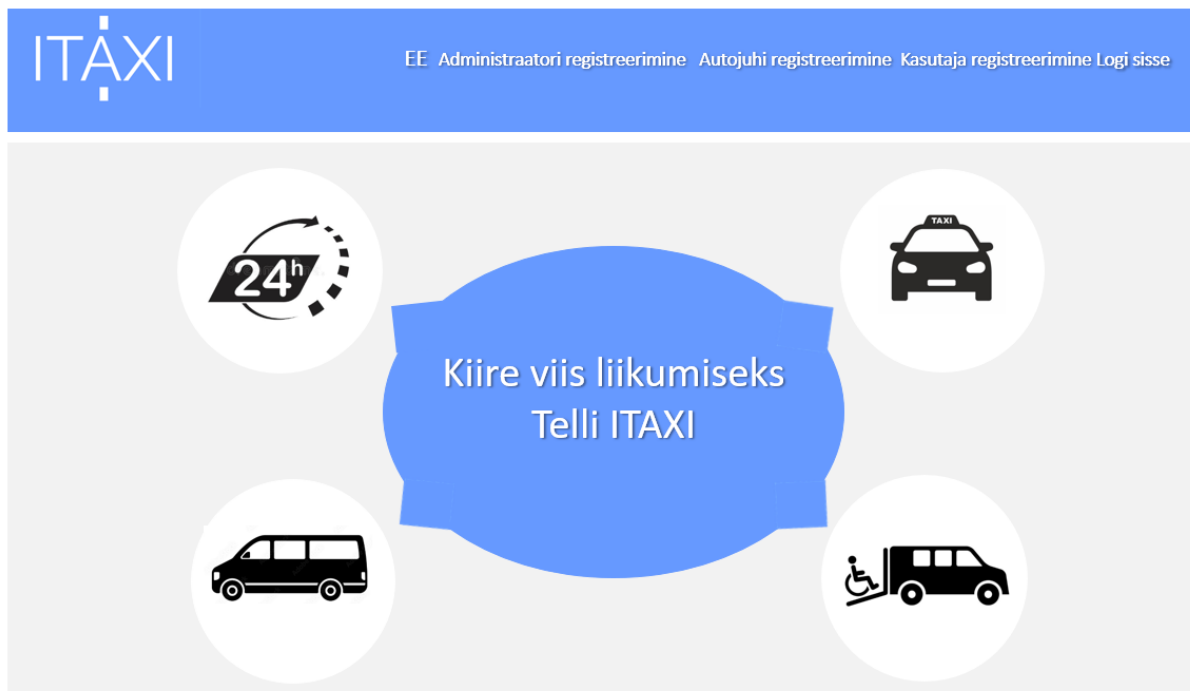 ITAXI
EE Administraatori registreerimine Autojuhi registreerimine Kasutaja registreerimine Logi sisse
24h
TAXI
Kiire viis liikumiseks
Telli ITAXI